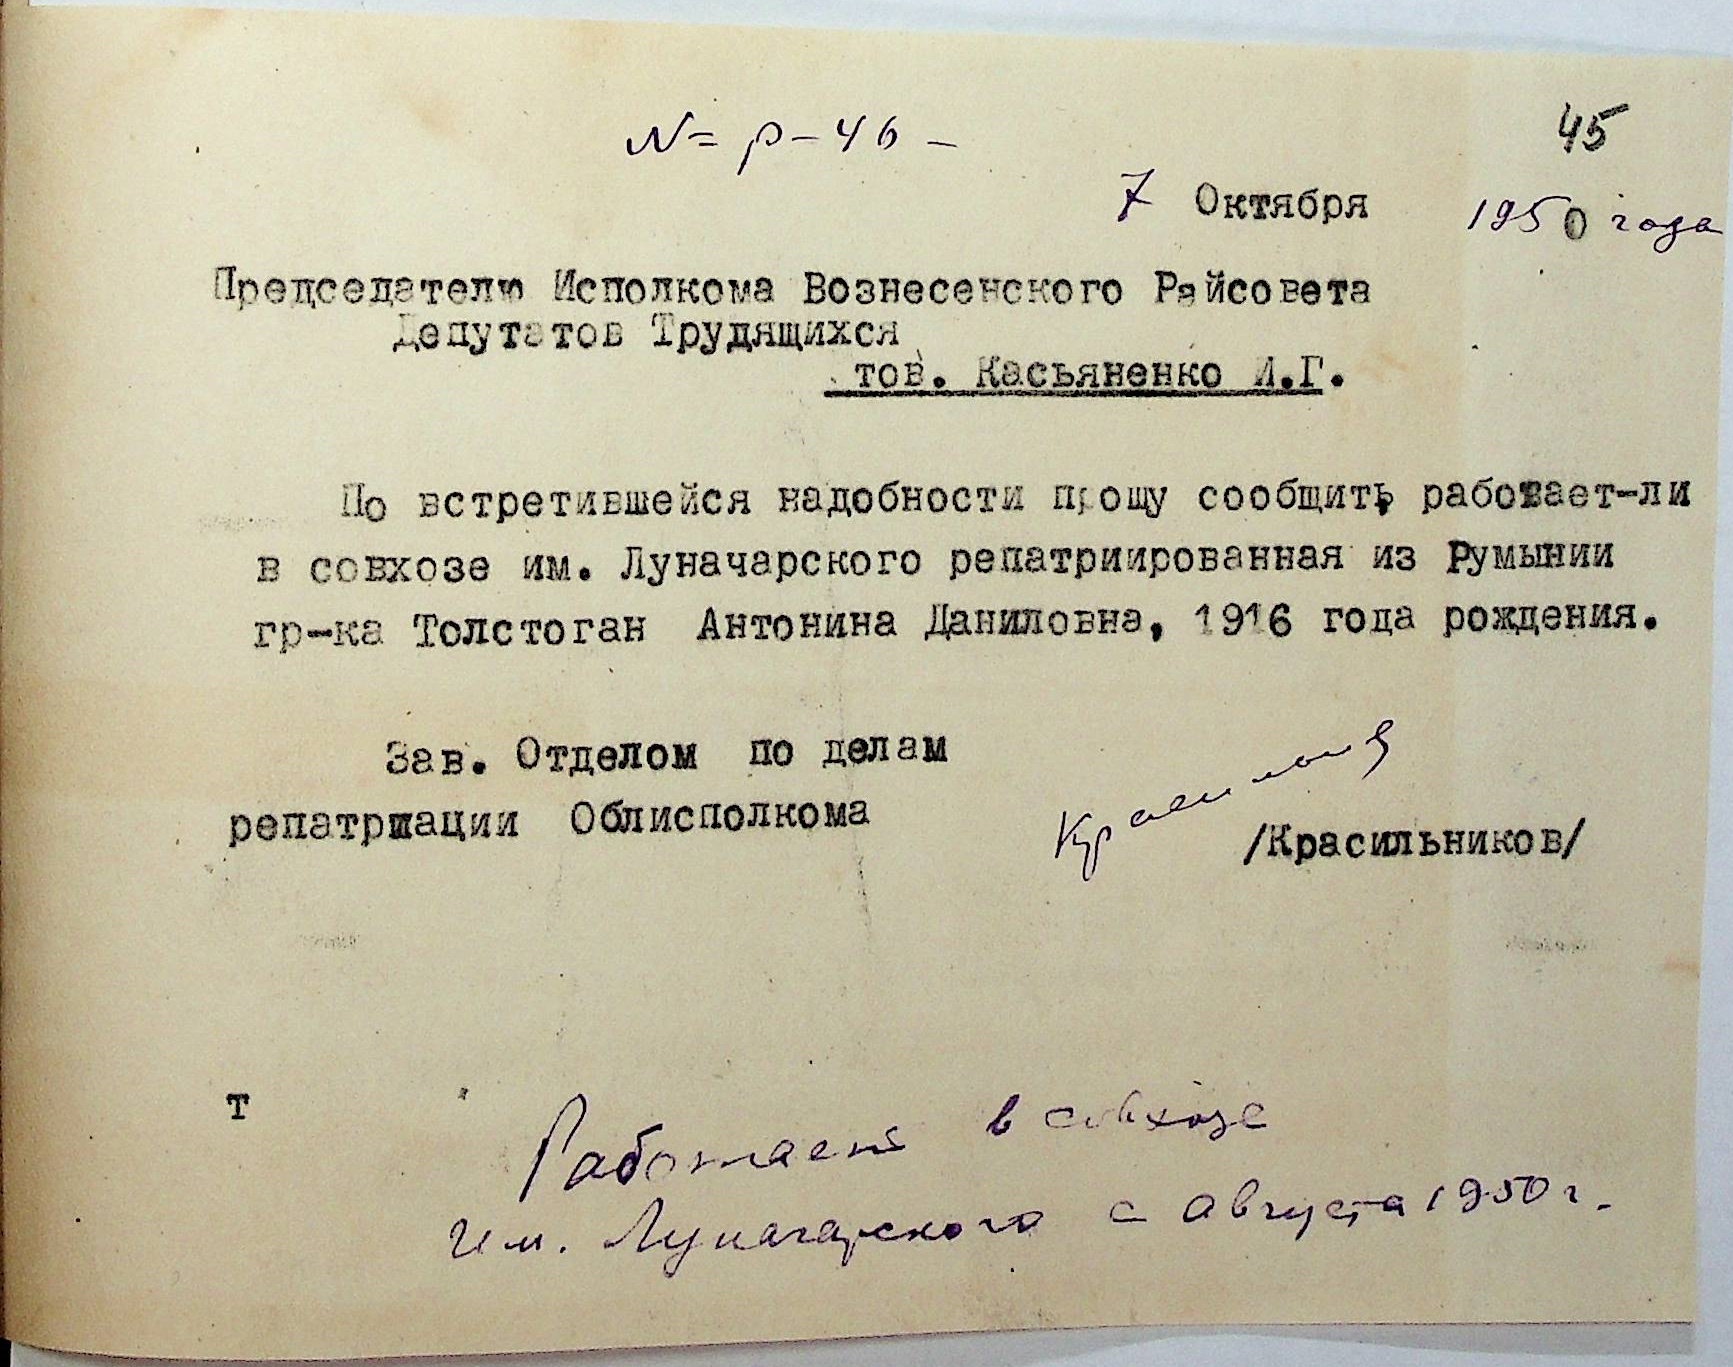 45
№ р-46-
7 Октября 1950 года
Председателю Исполкома Вознесенского Райсовета
Депутатов Трудящихся
тов. Касьяненко И.Г.
По встретившейся надобности прошу сообщить работает-ли
в совхозе им. Луначарского репатриированная из Румынии
гр-ка Толстоган Антонина Даниловна, 1916 года рождения.
Зав. Отделом по делам
репатриации Облисполкома /Красильников/
т
Работает в совхозе
им. Луначарского с августа 1950 г.